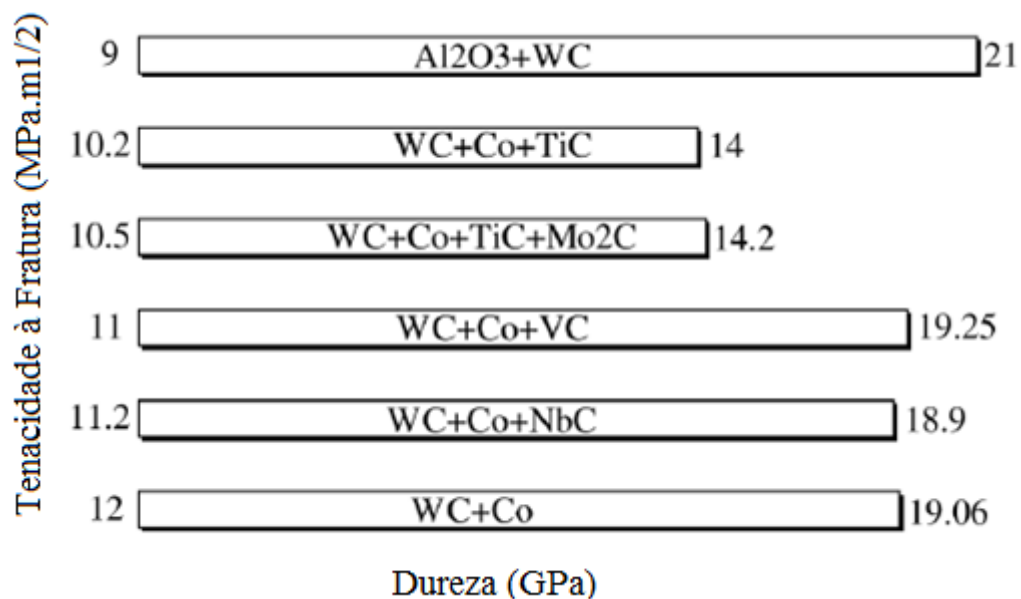 Tenacidade à Fratura (MPa.m1/2)
9 Al2O3+WC 21
10.2 WC+Co+TiC 14
10.5 WC+Co+TiC+Mo2C 14.2
11 WC+Co+VC 19.25
11.2 WC+Co+NbC 18.9
12 WC+Co 19.06
Dureza (GPa)